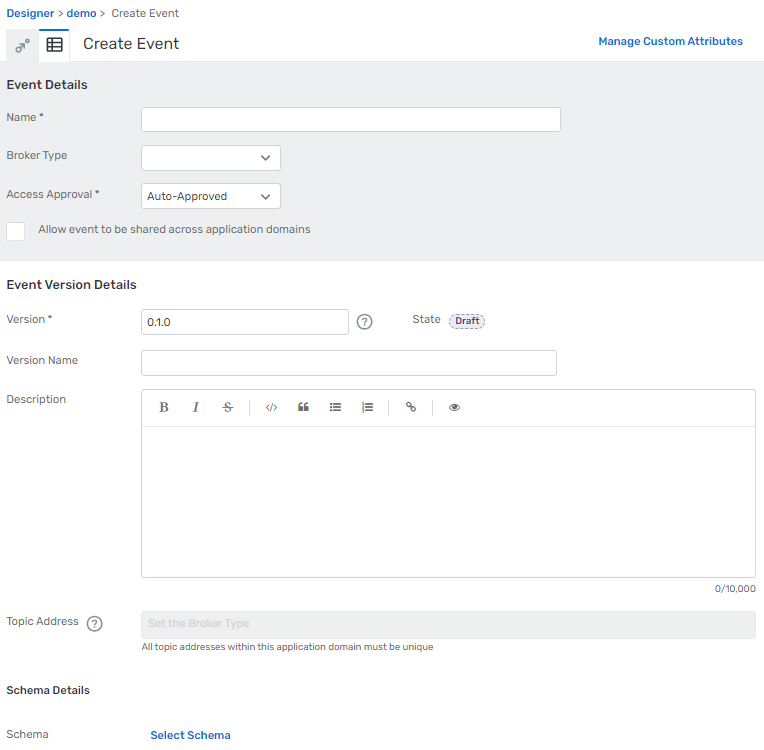 Designer > demo > Create Event
Create Event
Manage Custom Attributes
Event Details
Name *
Broker Type
Access Approval * Auto-Approved
Allow event to be shared across application domains
Event Version Details
Version * 0.1.0 ? State Draft
Version Name
Description B I S </>
0/10,000
Topic Address ? Set the Broker Type
All topic addresses within this application domain must be unique
Schema Details
Schema Select Schema